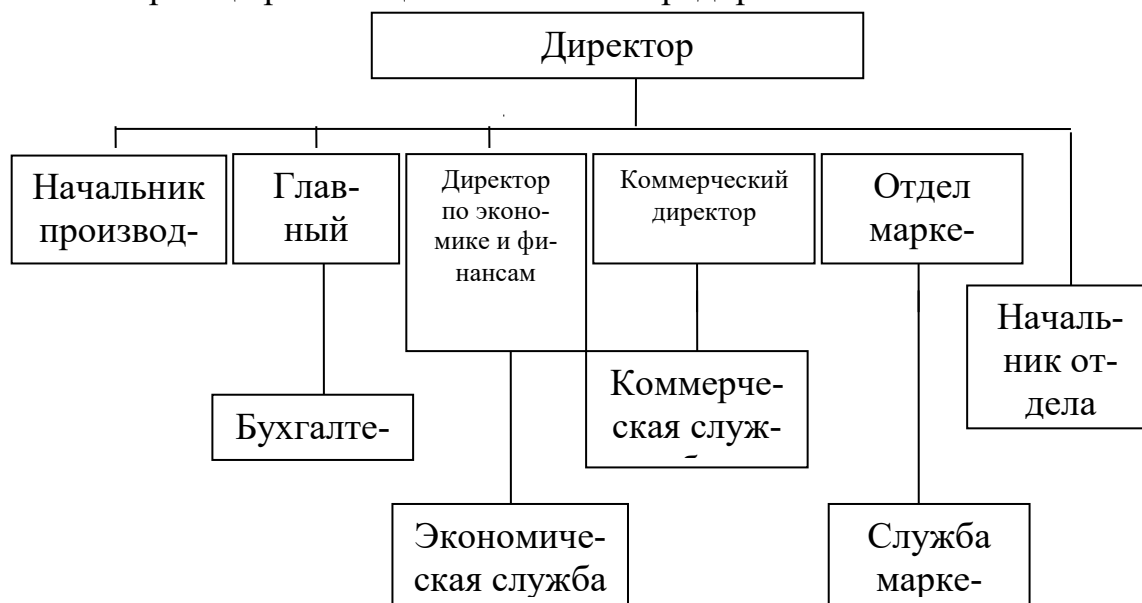 Директор
Начальник
производ-
Глав-
ный
Директор
по эконо-
мике и фи-
нансам
Коммерческий
директор
Отдел
марке-
Началь-
ник от-
дела
Коммерче-
ская служ-
Бухгалте-
Экономиче-
ская служба
Служба
марке-